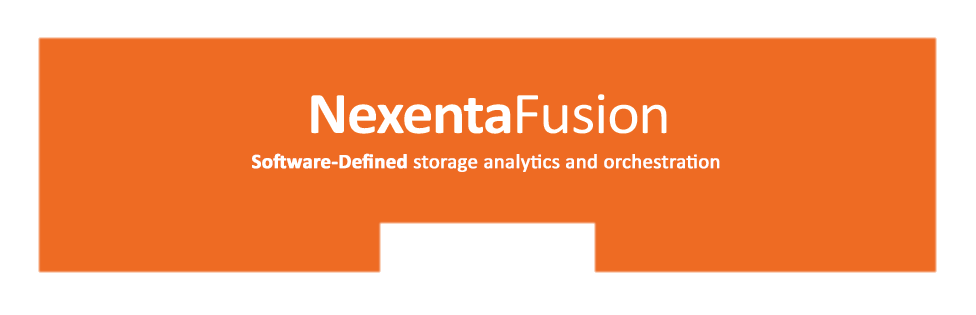 NexentaFusion
Software-Defined storage analytics and orchestration